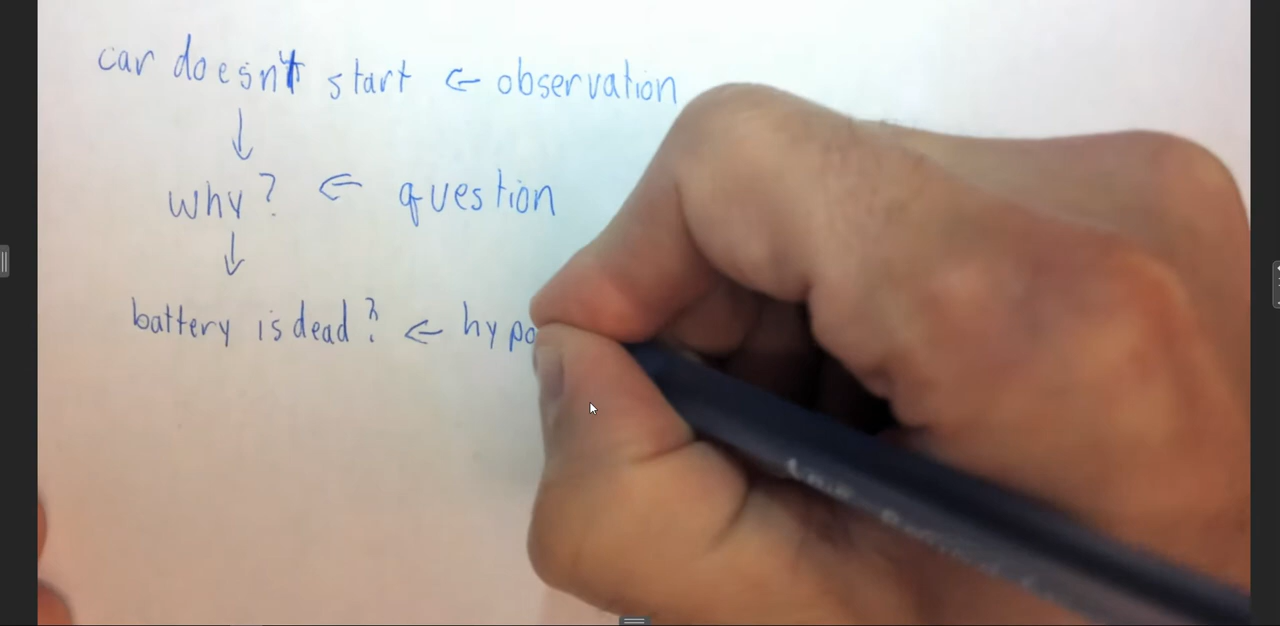 car doesn't start ← observation
↓
why? ← question
↓
battery is dead? ← hypo